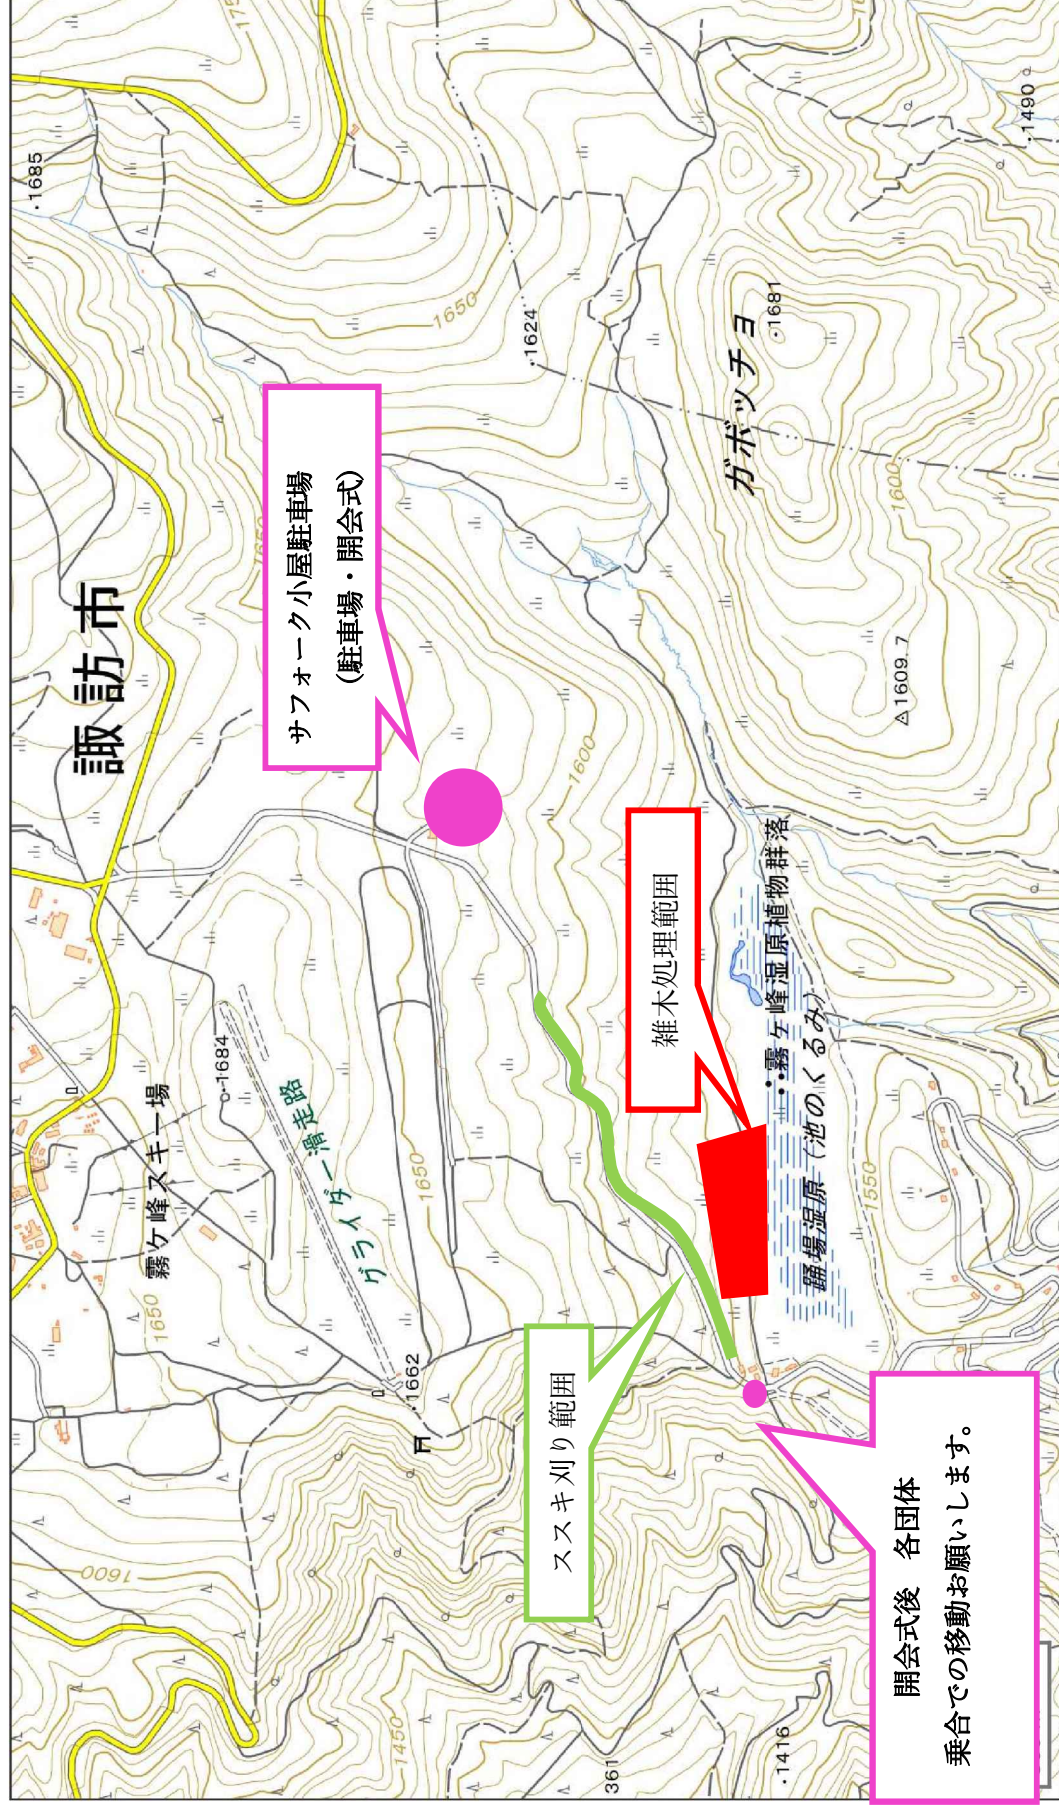 諏訪市
・1685
1750
1650
サフォーク小屋駐車場
(駐車場・開会式)
1650
・1624
ガボッチョ
・1681
1600
△1609.7
・1490
霧ケ峰スキー場
1684
グライダー滑走路
1650
1650
・1662
1600
1600
雑木処理範囲
霧ケ峰湿原植物群落
踊場湿原(池のくるみ)
1550
ススキ刈り範囲
開会式後　各団体
乗合での移動お願いします。
1450
361
・1416